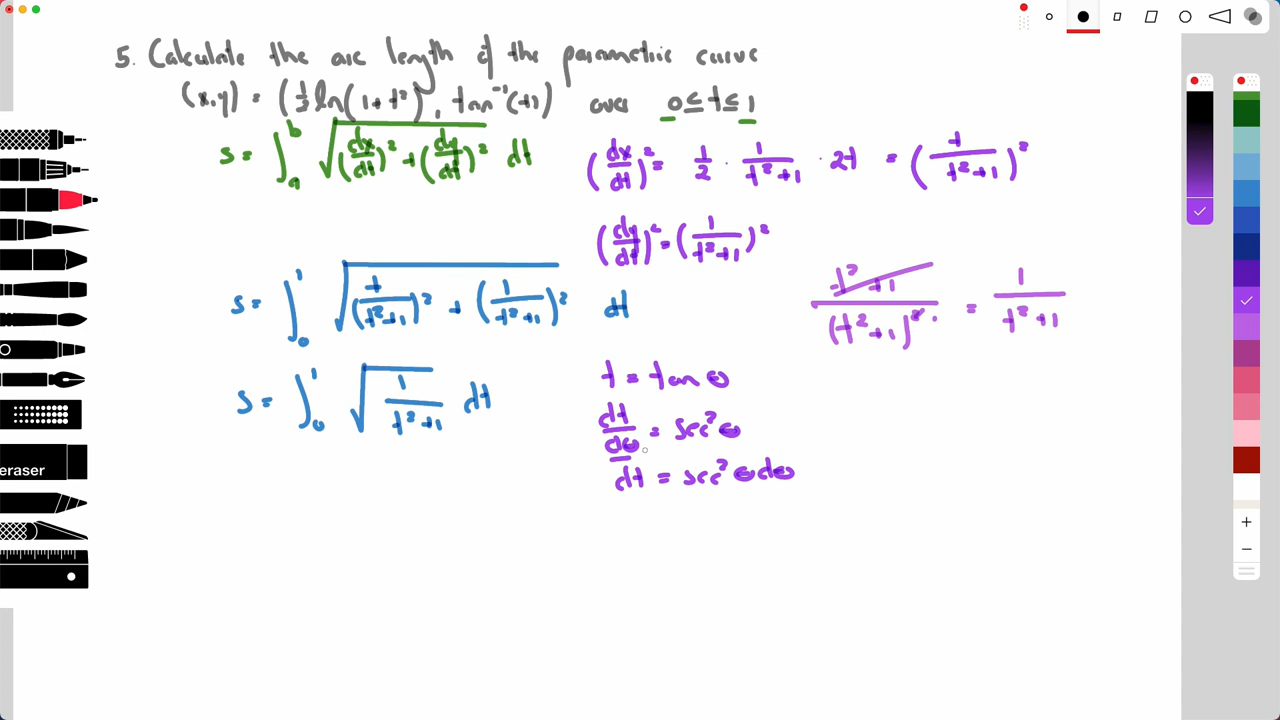 5. Calculate the arc length of the parametric curve
(x,y) = (½ ln(1+t²), tan⁻¹(t)) over 0≤t≤1
s = ∫ₐᵇ √((dx/dt)² + (dy/dt)²) dt
(dx/dt)² = 1/2 · 1/(t²+1) · 2t = (t/(t²+1))²
(dy/dt)² = (1/(t²+1))²
s = ∫₀¹ √((t/(t²+1))² + (1/(t²+1))²) dt
(t²+1)/(t²+1)² = 1/(t²+1)
s = ∫₀¹ √(1/(t²+1)) dt
t = tan θ
dt/dθ = sec² θ
dt = sec² θ dθ
eraser
+
−